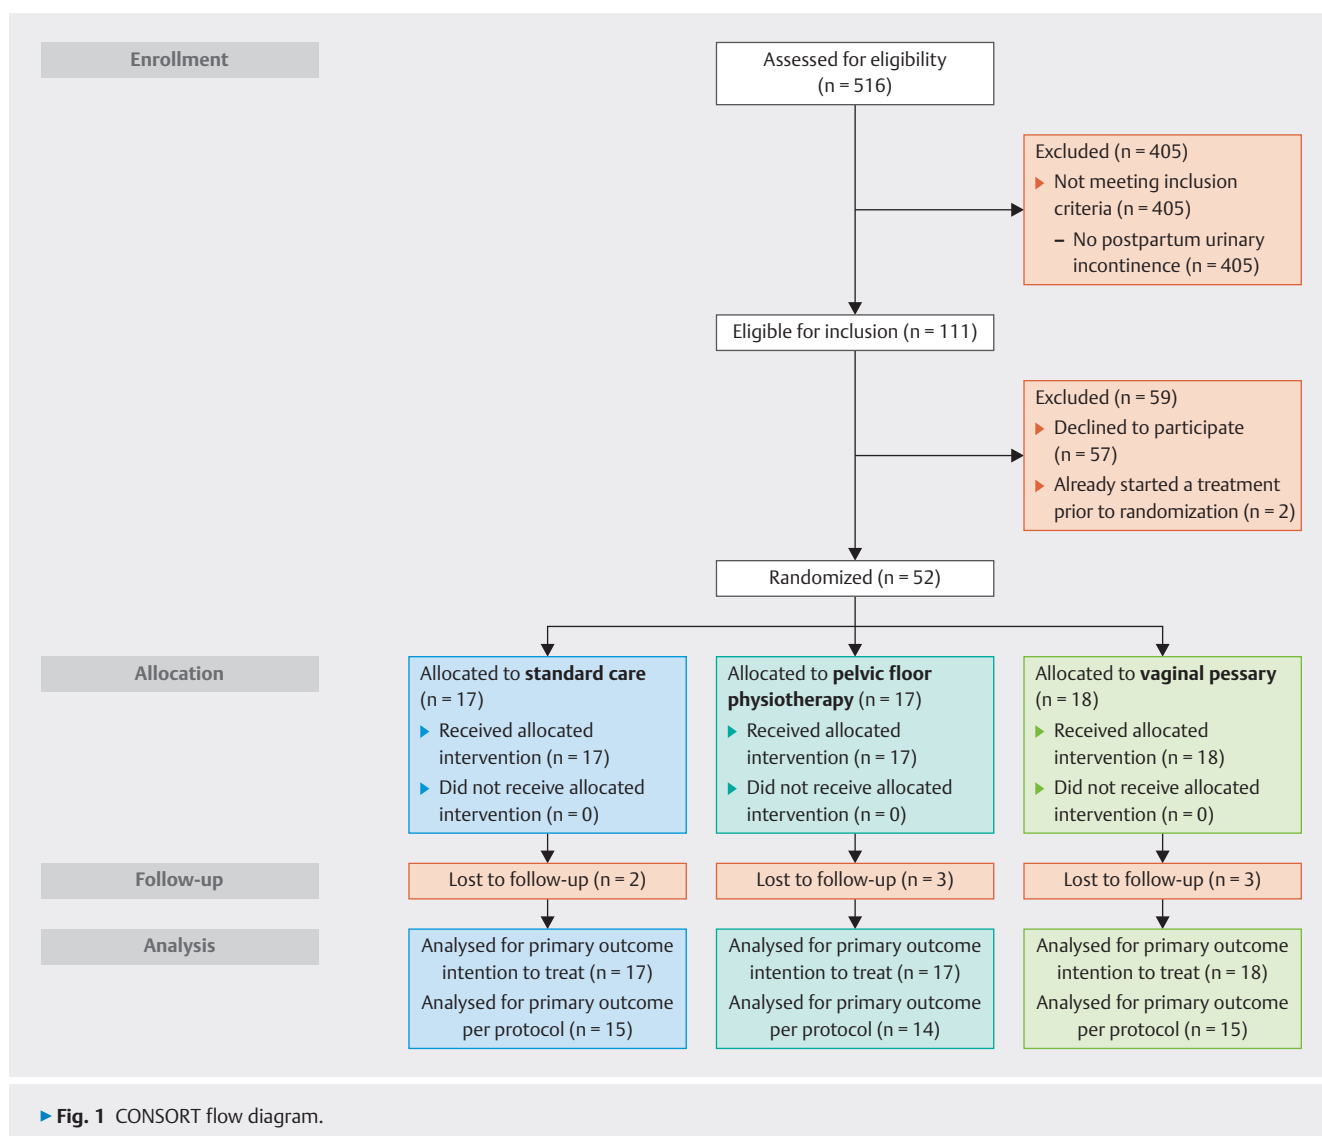 Enrollment
Assessed for eligibility
(n = 516)
Excluded (n = 405)
▶ Not meeting inclusion
criteria (n = 405)
– No postpartum urinary
incontinence (n = 405)
Eligible for inclusion (n = 111)
Excluded (n = 59)
▶ Declined to participate
(n = 57)
▶ Already started a treatment
prior to randomization (n = 2)
Randomized (n = 52)
Allocation
Allocated to standard care
(n = 17)
▶ Received allocated
intervention (n = 17)
▶ Did not receive allocated
intervention (n = 0)
Allocated to pelvic floor
physiotherapy (n = 17)
▶ Received allocated
intervention (n = 17)
▶ Did not receive allocated
intervention (n = 0)
Allocated to vaginal pessary
(n = 18)
▶ Received allocated
intervention (n = 18)
▶ Did not receive allocated
intervention (n = 0)
Follow-up
Lost to follow-up (n = 2)
Lost to follow-up (n = 3)
Lost to follow-up (n = 3)
Analysis
Analysed for primary outcome
intention to treat (n = 17)
Analysed for primary outcome
per protocol (n = 15)
Analysed for primary outcome
intention to treat (n = 17)
Analysed for primary outcome
per protocol (n = 14)
Analysed for primary outcome
intention to treat (n = 18)
Analysed for primary outcome
per protocol (n = 15)
▶ Fig. 1 CONSORT flow diagram.